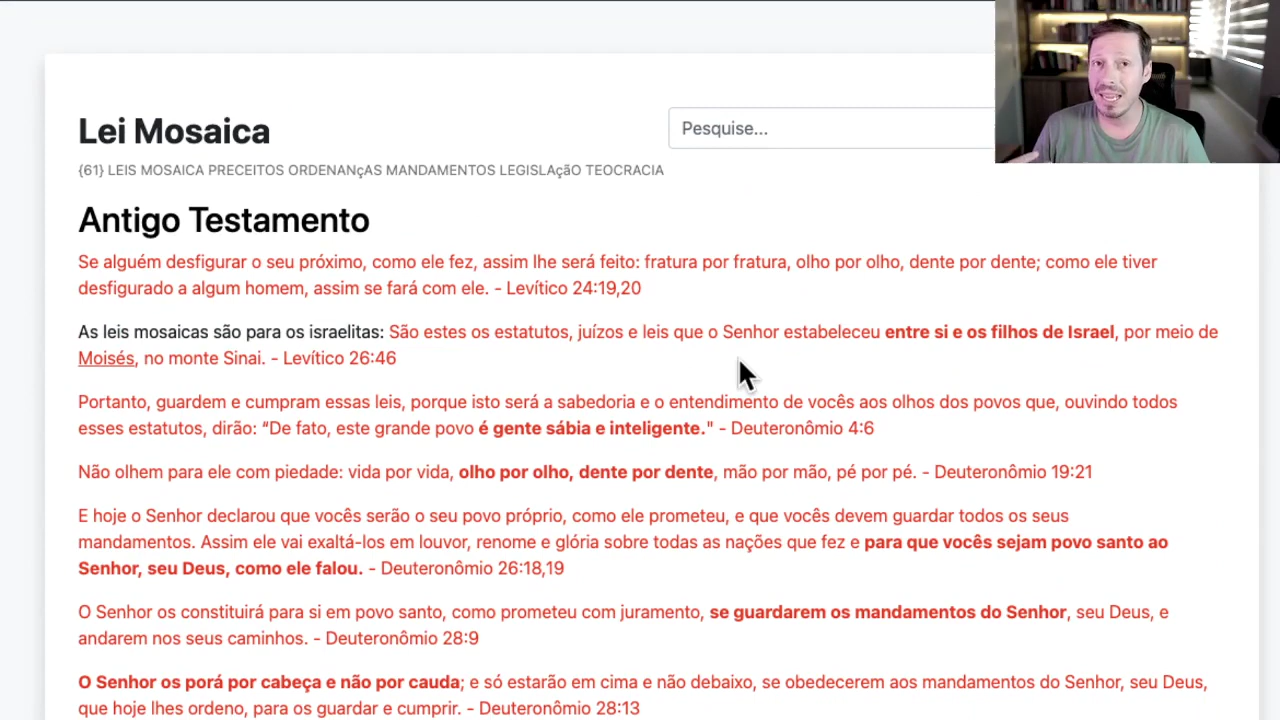 Lei Mosaica
Pesquise...
{61} LEIS MOSAICA PRECEITOS ORDENANçAS MANDAMENTOS LEGISLAçãO TEOCRACIA
Antigo Testamento
Se alguém desfigurar o seu próximo, como ele fez, assim lhe será feito: fratura por fratura, olho por olho, dente por dente; como ele tiver
desfigurado a algum homem, assim se fará com ele. - Levítico 24:19,20
As leis mosaicas são para os israelitas: São estes os estatutos, juízos e leis que o Senhor estabeleceu entre si e os filhos de Israel, por meio de
Moisés, no monte Sinai. - Levítico 26:46
Portanto, guardem e cumpram essas leis, porque isto será a sabedoria e o entendimento de vocês aos olhos dos povos que, ouvindo todos
esses estatutos, dirão: “De fato, este grande povo é gente sábia e inteligente." - Deuteronômio 4:6
Não olhem para ele com piedade: vida por vida, olho por olho, dente por dente, mão por mão, pé por pé. - Deuteronômio 19:21
E hoje o Senhor declarou que vocês serão o seu povo próprio, como ele prometeu, e que vocês devem guardar todos os seus
mandamentos. Assim ele vai exaltá-los em louvor, renome e glória sobre todas as nações que fez e para que vocês sejam povo santo ao
Senhor, seu Deus, como ele falou. - Deuteronômio 26:18,19
O Senhor os constituirá para si em povo santo, como prometeu com juramento, se guardarem os mandamentos do Senhor, seu Deus, e
andarem nos seus caminhos. - Deuteronômio 28:9
O Senhor os porá por cabeça e não por cauda; e só estarão em cima e não debaixo, se obedecerem aos mandamentos do Senhor, seu Deus,
que hoje lhes ordeno, para os guardar e cumprir. - Deuteronômio 28:13